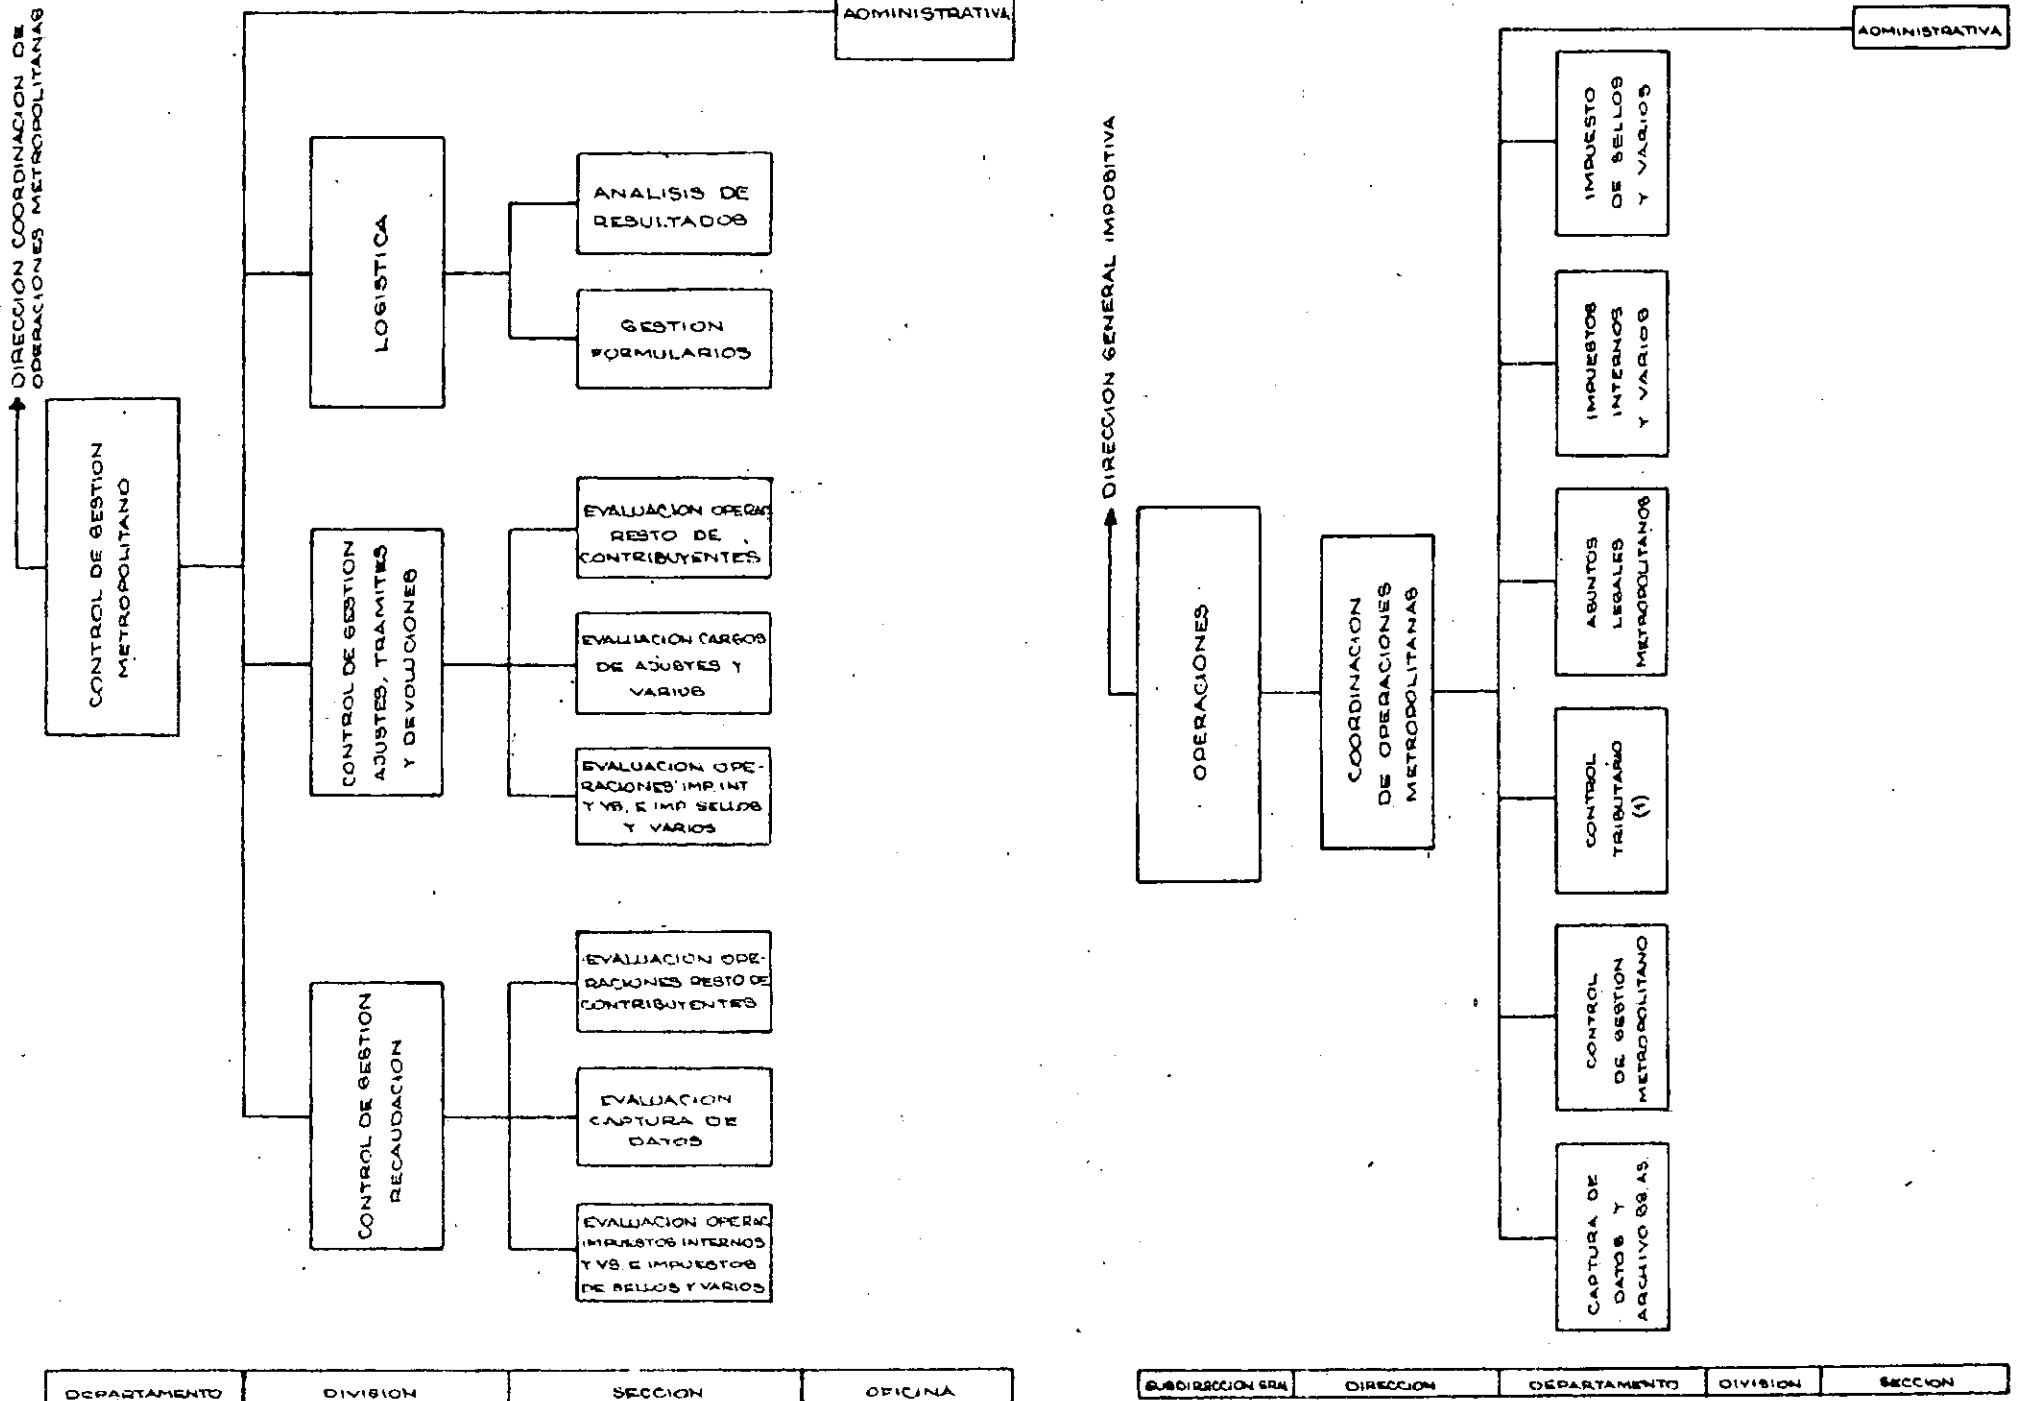 DIRECCION COORDINACION DE
OPERACIONES METROPOLITANAS
ADMINISTRATIVA
CONTROL DE GESTION
METROPOLITANO
LOGISTICA
ANALISIS DE
RESULTADOS
GESTION
FORMULARIOS
CONTROL DE GESTION
AJUSTES, TRAMITES
Y DEVOLUCIONES
EVALUACION OPERAC
RESTO DE
CONTRIBUYENTES
EVALUACION CARGOS
DE AJUSTES Y
VARIOS
EVALUACION OPE-
RACIONES IMP. INT
Y VS. E IMP SELLOS
Y VARIOS
CONTROL DE GESTION
RECAUDACION
EVALUACION OPE-
RACIONES RESTO DE
CONTRIBUYENTES
EVALUACION
CAPTURA DE
DATOS
EVALUACION OPERAC
IMPUESTOS INTERNOS
Y VS. E IMPUESTOS
DE SELLOS Y VARIOS
DEPARTAMENTO
DIVISION
SECCION
OFICINA
DIRECCION GENERAL IMPOSITIVA
ADMINISTRATIVA
OPERACIONES
COORDINACION
DE OPERACIONES
METROPOLITANAS
IMPUESTO
DE SELLOS
Y VARIOS
IMPUESTOS
INTERNOS
Y VARIOS
ASUNTOS
LEGALES
METROPOLITANOS
CONTROL
TRIBUTARIO
(1)
CONTROL
DE GESTION
METROPOLITANO
CAPTURA DE
DATOS Y
ARCHIVO BS. AS.
SUBDIRECCION GRAL
DIRECCION
DEPARTAMENTO
DIVISION
SECCION